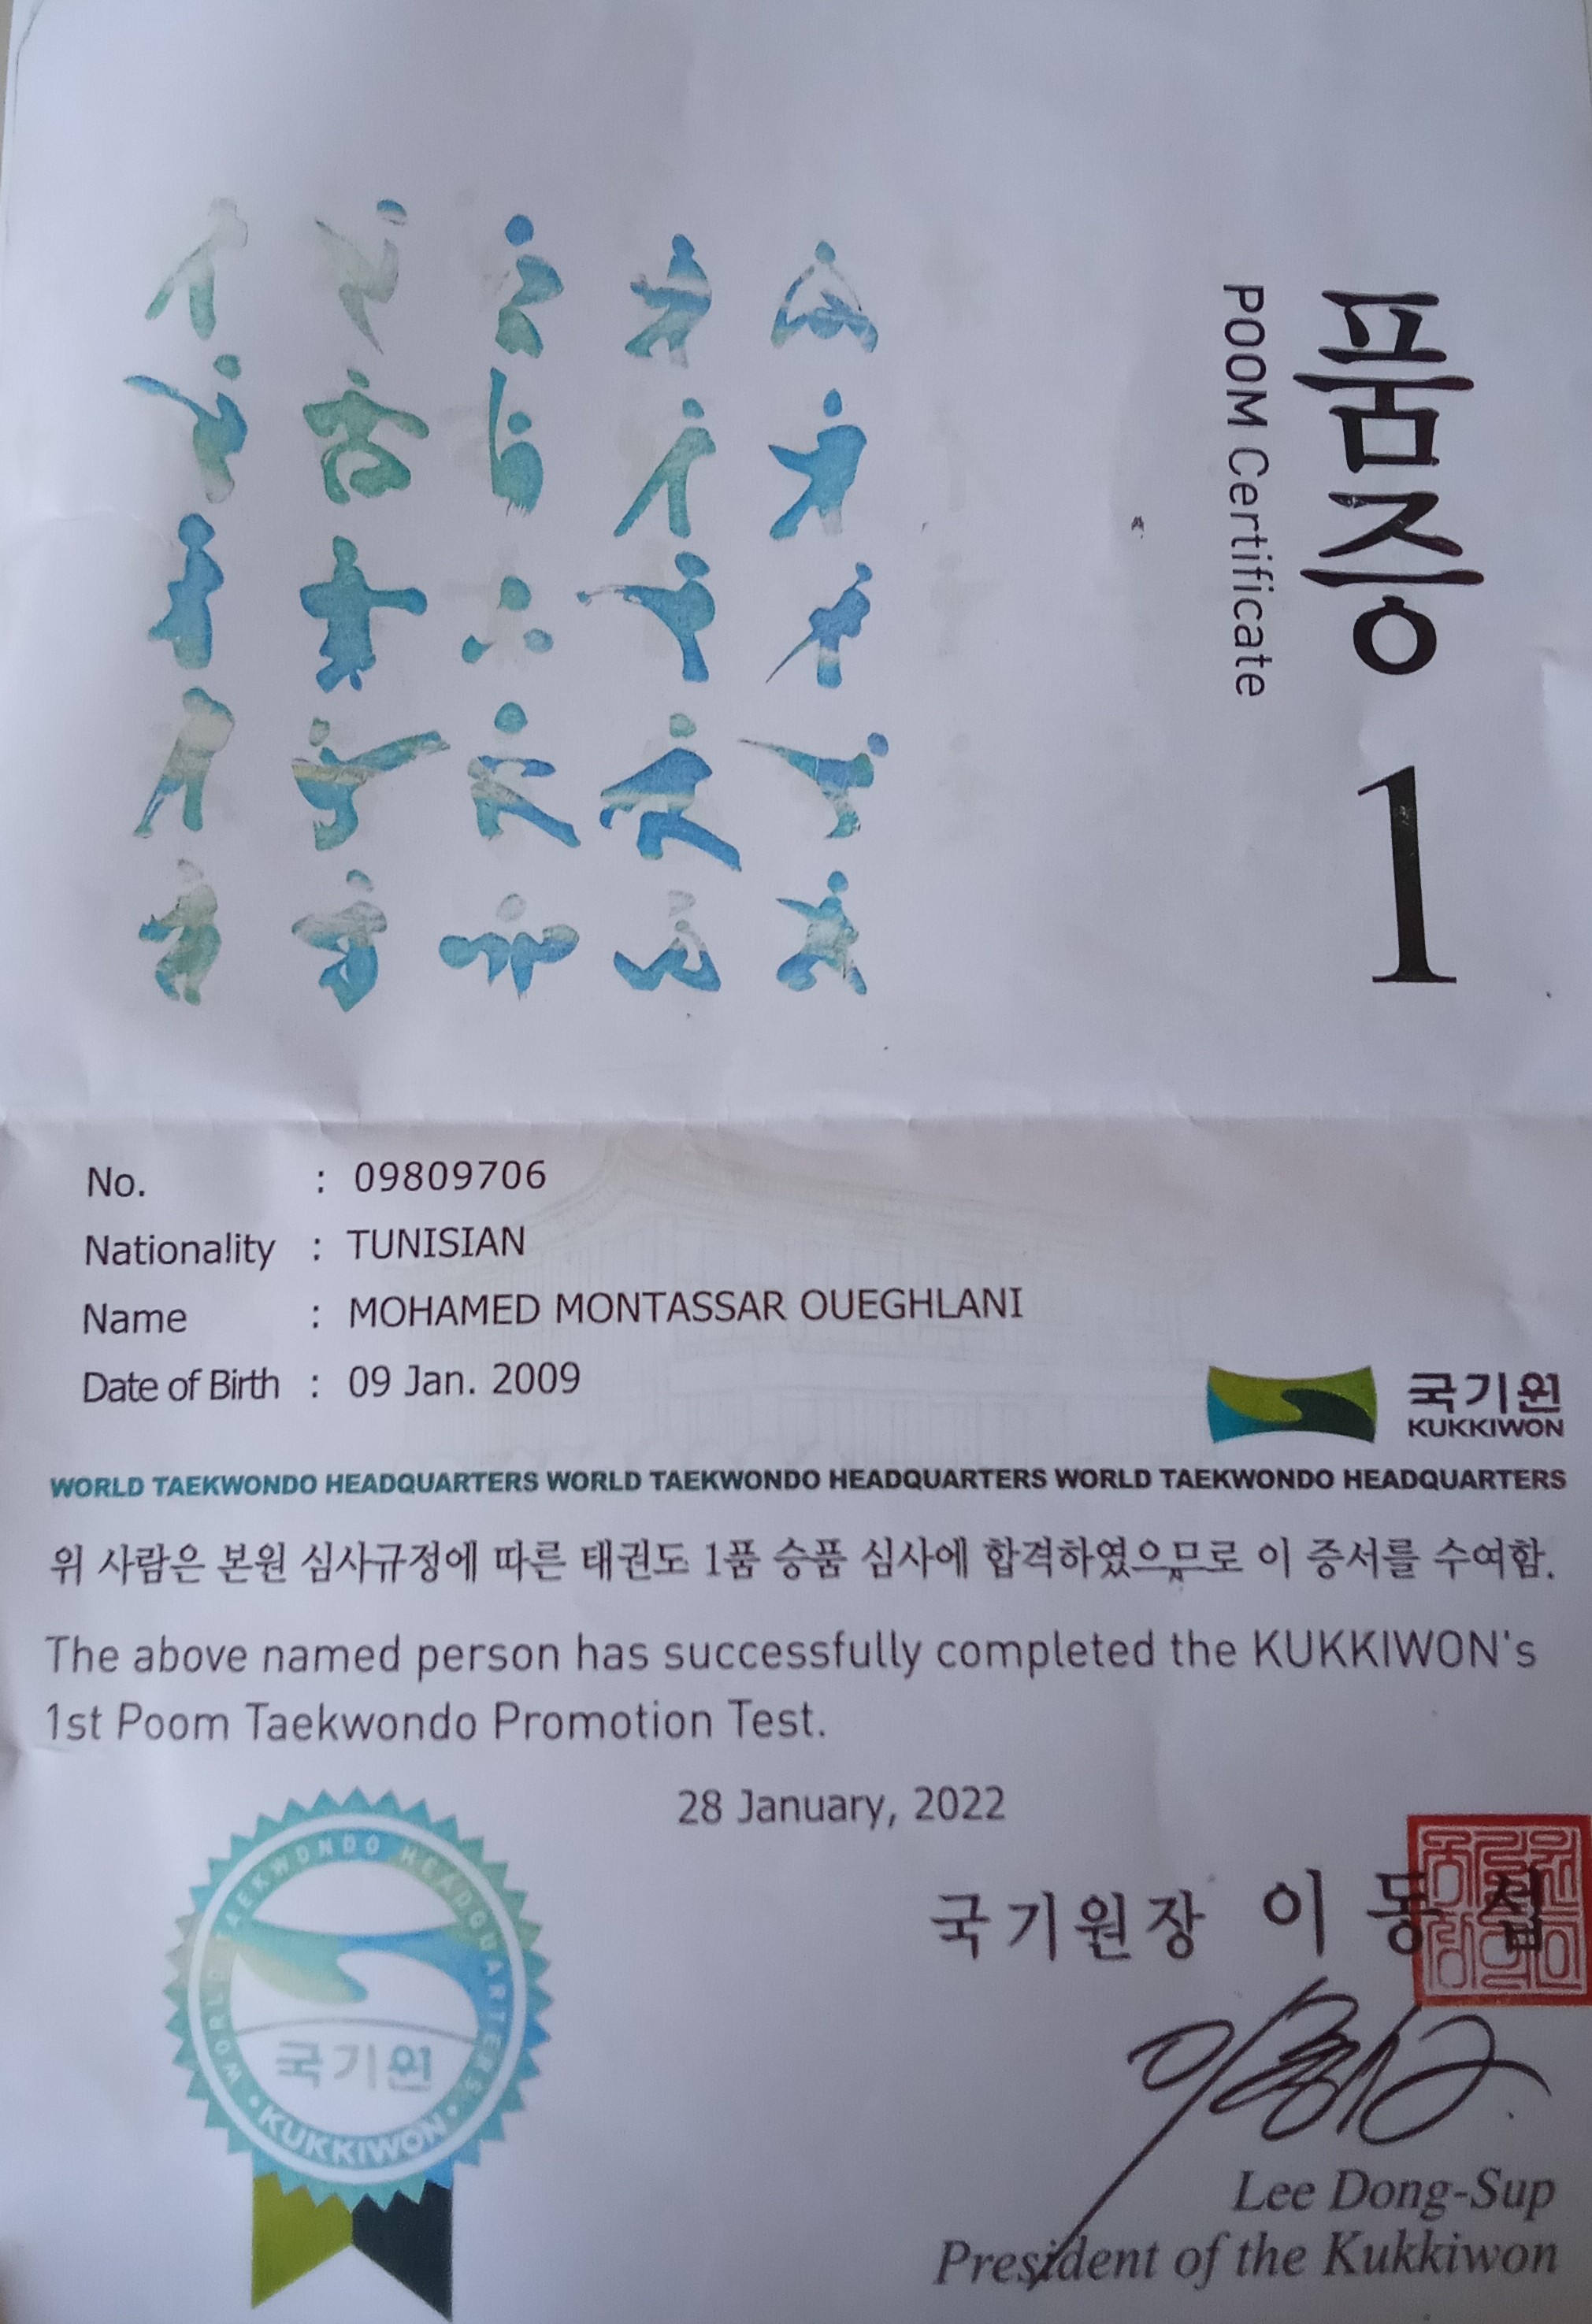 품증 1
POOM Certificate
No. : 09809706
Nationality : TUNISIAN
Name : MOHAMED MONTASSAR OUEGHLANI
Date of Birth : 09 Jan. 2009
국기원
KUKKIWON
WORLD TAEKWONDO HEADQUARTERS WORLD TAEKWONDO HEADQUARTERS WORLD TAEKWONDO HEADQUARTERS
위 사람은 본원 심사규정에 따른 태권도 1품 승품 심사에 합격하였으므로 이 증서를 수여함.
The above named person has successfully completed the KUKKIWON's
1st Poom Taekwondo Promotion Test.
28 January, 2022
WORLD TAEKWONDO HEADQUARTERS
국기원
• KUKKIWON •
국기원장 이 동 섭
Lee Dong-Sup
President of the Kukkiwon